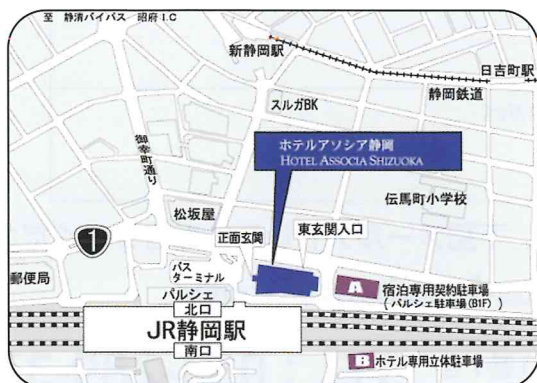 至 静清バイパス 昭府 I.C
新静岡駅
日吉町駅
静岡鉄道
スルガBK
御幸町通り
ホテルアソシア静岡
HOTEL ASSOCIA SHIZUOKA
伝馬町小学校
松坂屋
1
正面玄関
東玄関入口
郵便局
バス
ターミナル
A
宿泊専用契約駐車場
(パルシェ駐車場(B1F))
パルシェ
北口
JR静岡駅
南口
B ホテル専用立体駐車場